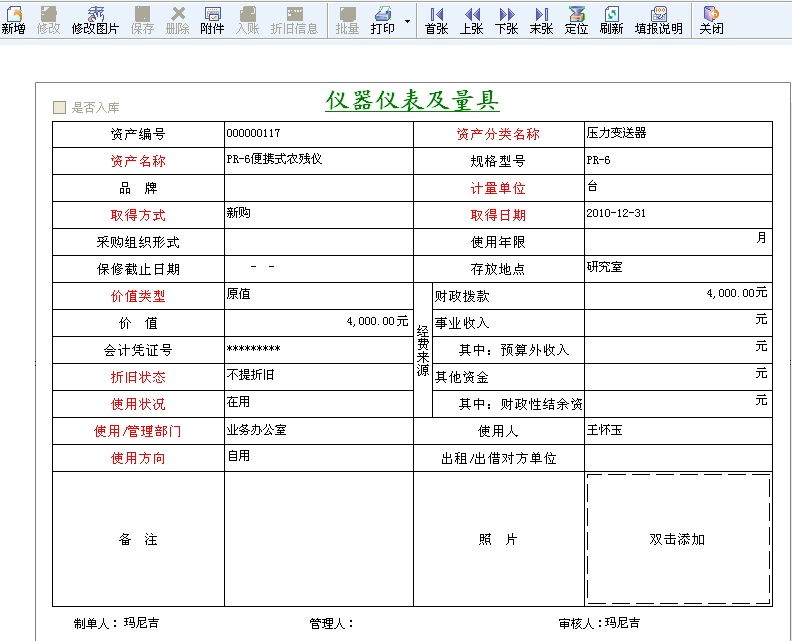 新增 修改 修改图片 保存 删除 附件 入账 折旧信息 批量 打印 首张 上张 下张 末张 定位 刷新 填报说明 关闭
仪器仪表及量具
是否入库
资产编号 000000117 资产分类名称 压力变送器
资产名称 PR-6便携式农残仪 规格型号 PR-6
品 牌 计量单位 台
取得方式 新购 取得日期 2010-12-31
采购组织形式 使用年限 月
保修截止日期 - - 存放地点 研究室
价值类型 原值 经费来源 财政拨款 4,000.00元
价 值 4,000.00元 事业收入 元
会计凭证号 ********* 其中：预算外收入 元
折旧状态 不提折旧 其他资金 元
使用状况 在用 其中：财政性结余资 元
使用/管理部门 业务办公室 使用人 王怀玉
使用方向 自用 出租/出借对方单位
备 注 照 片 双击添加
制单人：玛尼吉 管理人： 审核人：玛尼吉